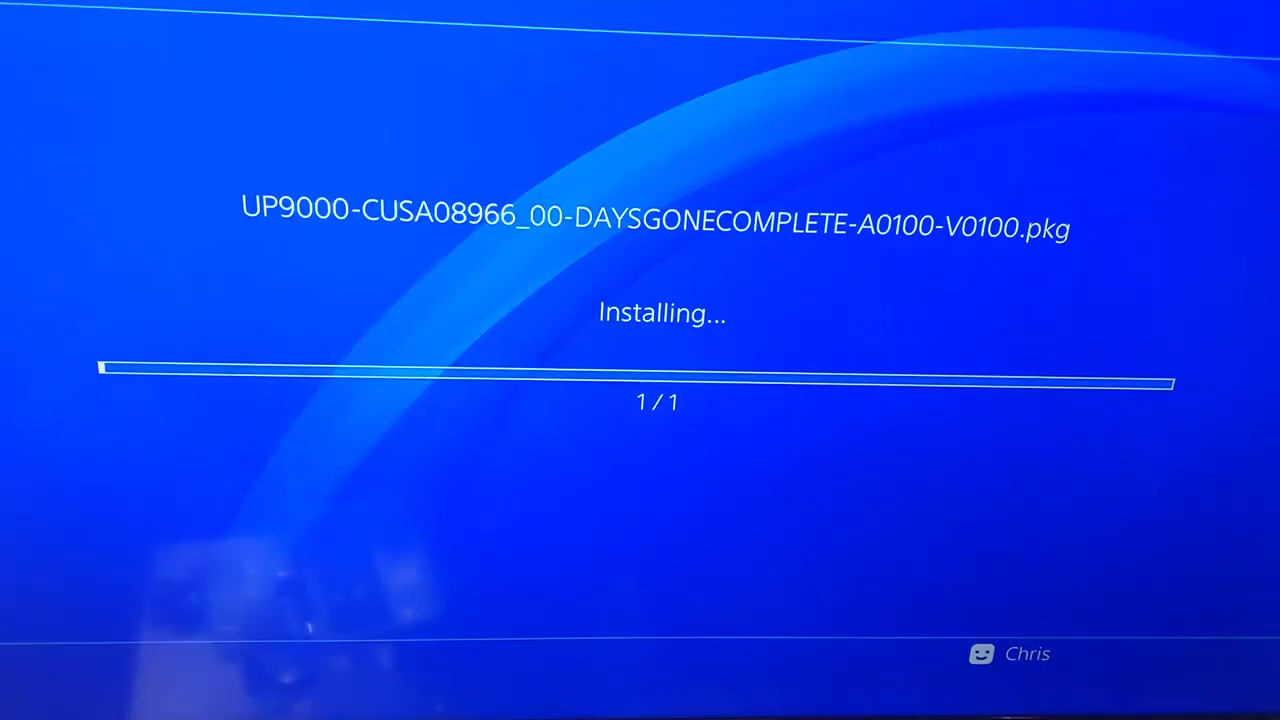 UP9000-CUSA08966_00-DAYSGONECOMPLETE-A0100-V0100.pkg
Installing...
1 / 1
Chris